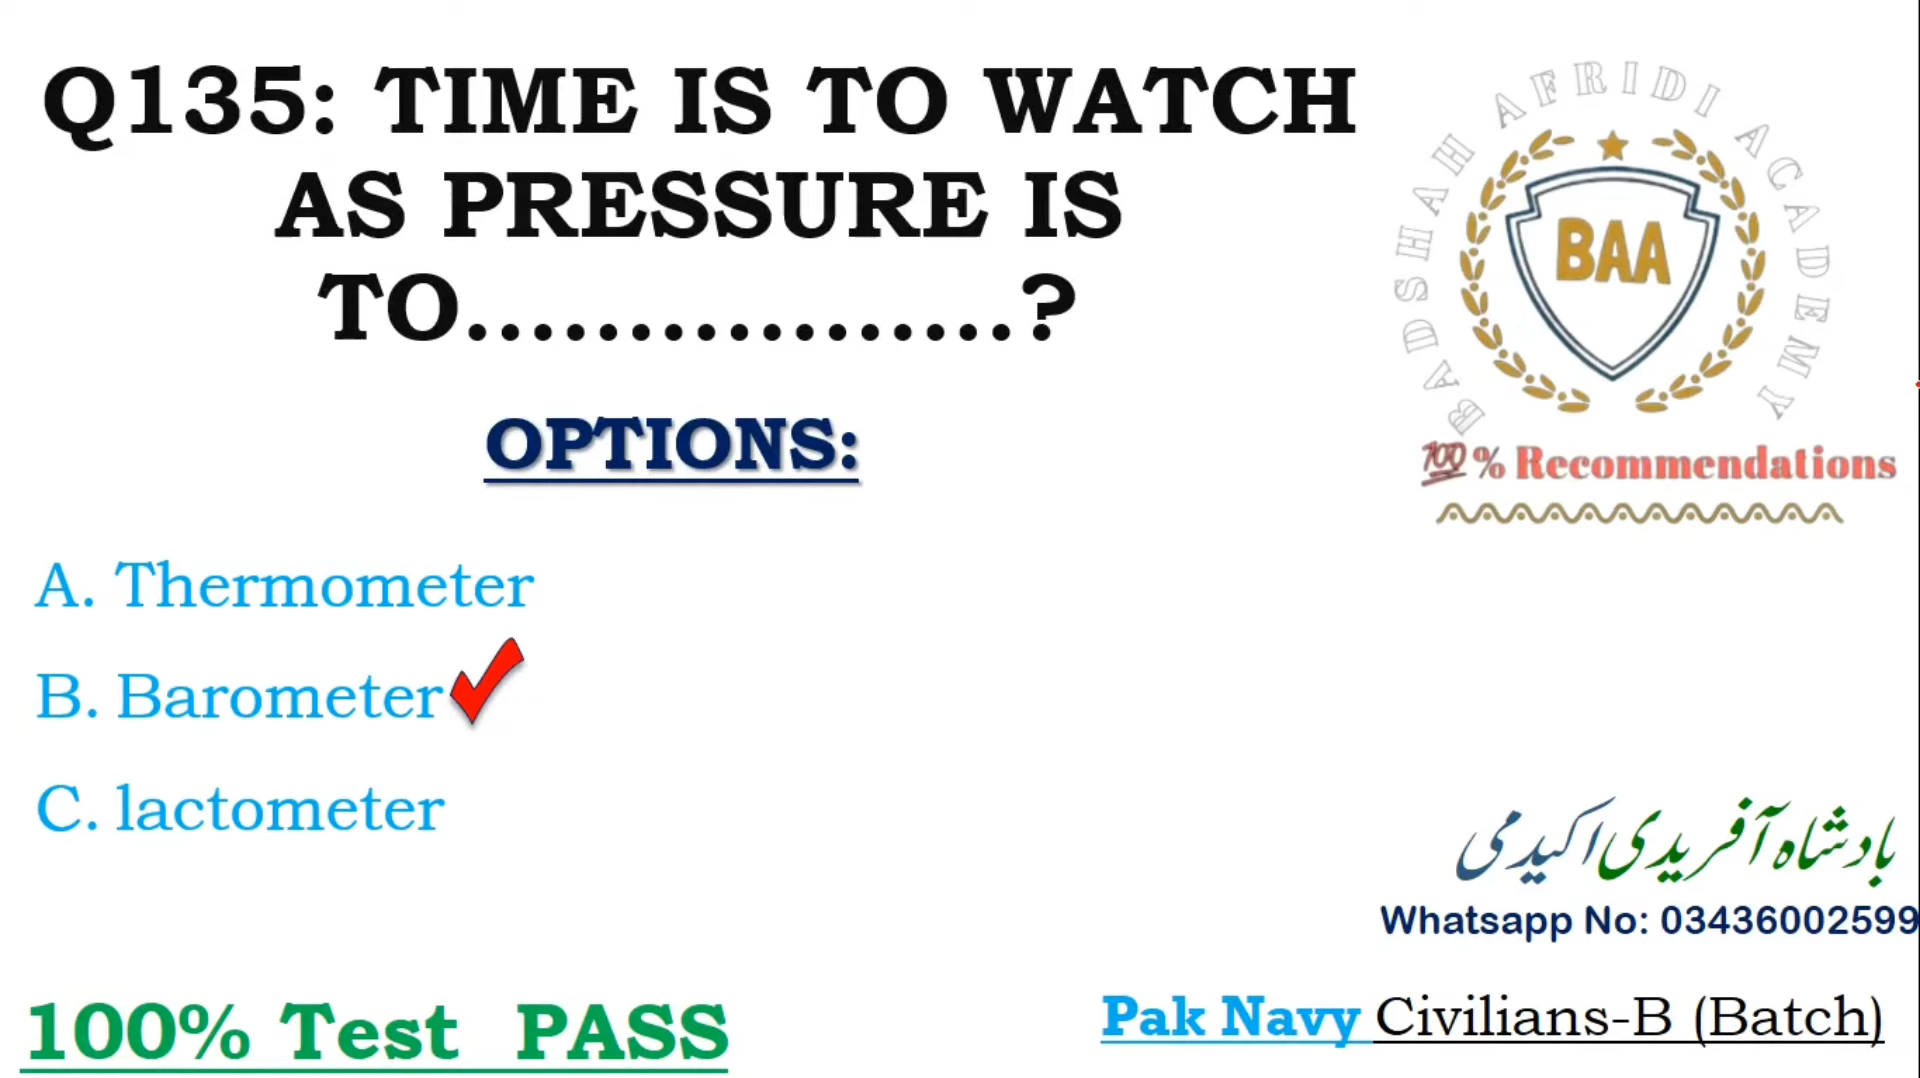 Q135: TIME IS TO WATCH
AS PRESSURE IS
TO.................?
BADSHAH AFRIDI ACADEMY
BAA
💯% Recommendations
OPTIONS:
A. Thermometer
B. Barometer
C. lactometer
بادشاہ آفریدی اکیڈمی
Whatsapp No: 03436002599
100% Test PASS
Pak Navy Civilians-B (Batch)